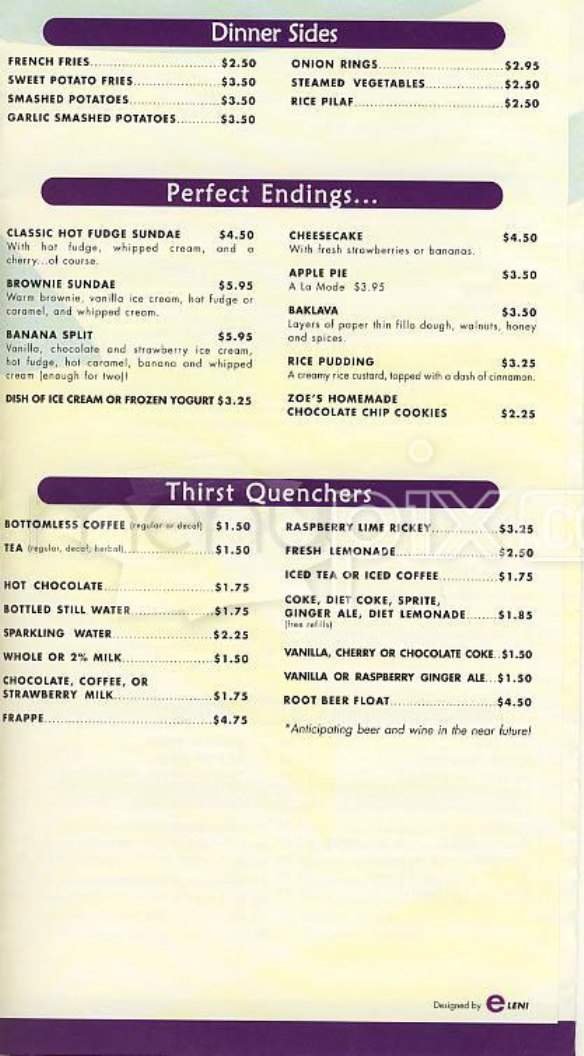 Dinner Sides
FRENCH FRIES..............................$2.50
SWEET POTATO FRIES....................$3.50
SMASHED POTATOES.....................$3.50
GARLIC SMASHED POTATOES..........$3.50
ONION RINGS.............................$2.95
STEAMED VEGETABLES..................$2.50
RICE PILAF..................................$2.50
Perfect Endings...
CLASSIC HOT FUDGE SUNDAE $4.50
With hot fudge, whipped cream, and a
cherry...of course.
BROWNIE SUNDAE $5.95
Warm brownie, vanilla ice cream, hot fudge or
caramel, and whipped cream.
BANANA SPLIT $5.95
Vanilla, chocolate and strawberry ice cream,
hot fudge, hot caramel, banana and whipped
cream (enough for two)!
DISH OF ICE CREAM OR FROZEN YOGURT $3.25
CHEESECAKE $4.50
With fresh strawberries or bananas.
APPLE PIE $3.50
A La Mode $3.95
BAKLAVA $3.50
Layers of paper thin fillo dough, walnuts, honey
and spices.
RICE PUDDING $3.25
A creamy rice custard, topped with a dash of cinnamon.
ZOE'S HOMEMADE
CHOCOLATE CHIP COOKIES $2.25
Thirst Quenchers
BOTTOMLESS COFFEE (regular or decaf) $1.50
TEA (regular, decaf, herbal)......................$1.50
HOT CHOCOLATE..........................$1.75
BOTTLED STILL WATER....................$1.75
SPARKLING WATER.......................$2.25
WHOLE OR 2% MILK.....................$1.50
CHOCOLATE, COFFEE, OR
STRAWBERRY MILK.......................$1.75
FRAPPE.......................................$4.75
RASPBERRY LIME RICKEY................$3.25
FRESH LEMONADE........................$2.50
ICED TEA OR ICED COFFEE.............$1.75
COKE, DIET COKE, SPRITE,
GINGER ALE, DIET LEMONADE.......$1.85
(free refills)
VANILLA, CHERRY OR CHOCOLATE COKE..$1.50
VANILLA OR RASPBERRY GINGER ALE...$1.50
ROOT BEER FLOAT.........................$4.50
*Anticipating beer and wine in the near future!
Designed by eLENI